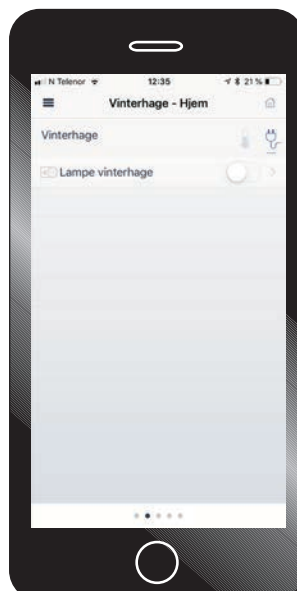 N Telenor 12:35 21 %
Vinterhage - Hjem
Vinterhage
Lampe vinterhage